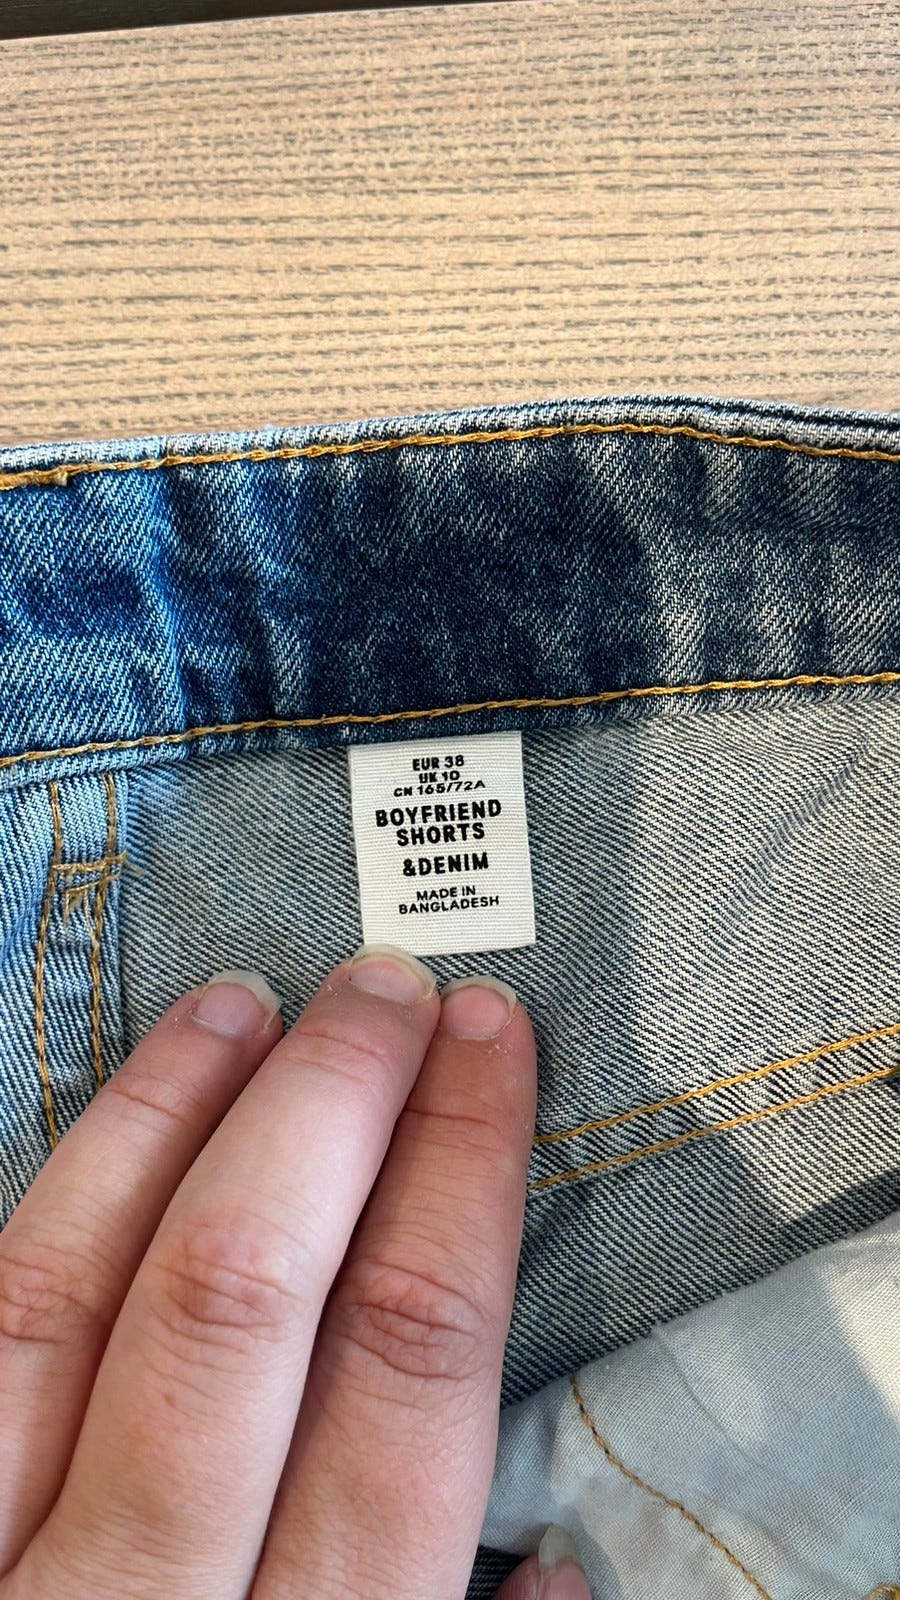 EUR 38
UK 10
CN 165/72A
BOYFRIEND
SHORTS
&DENIM
MADE IN
BANGLADESH